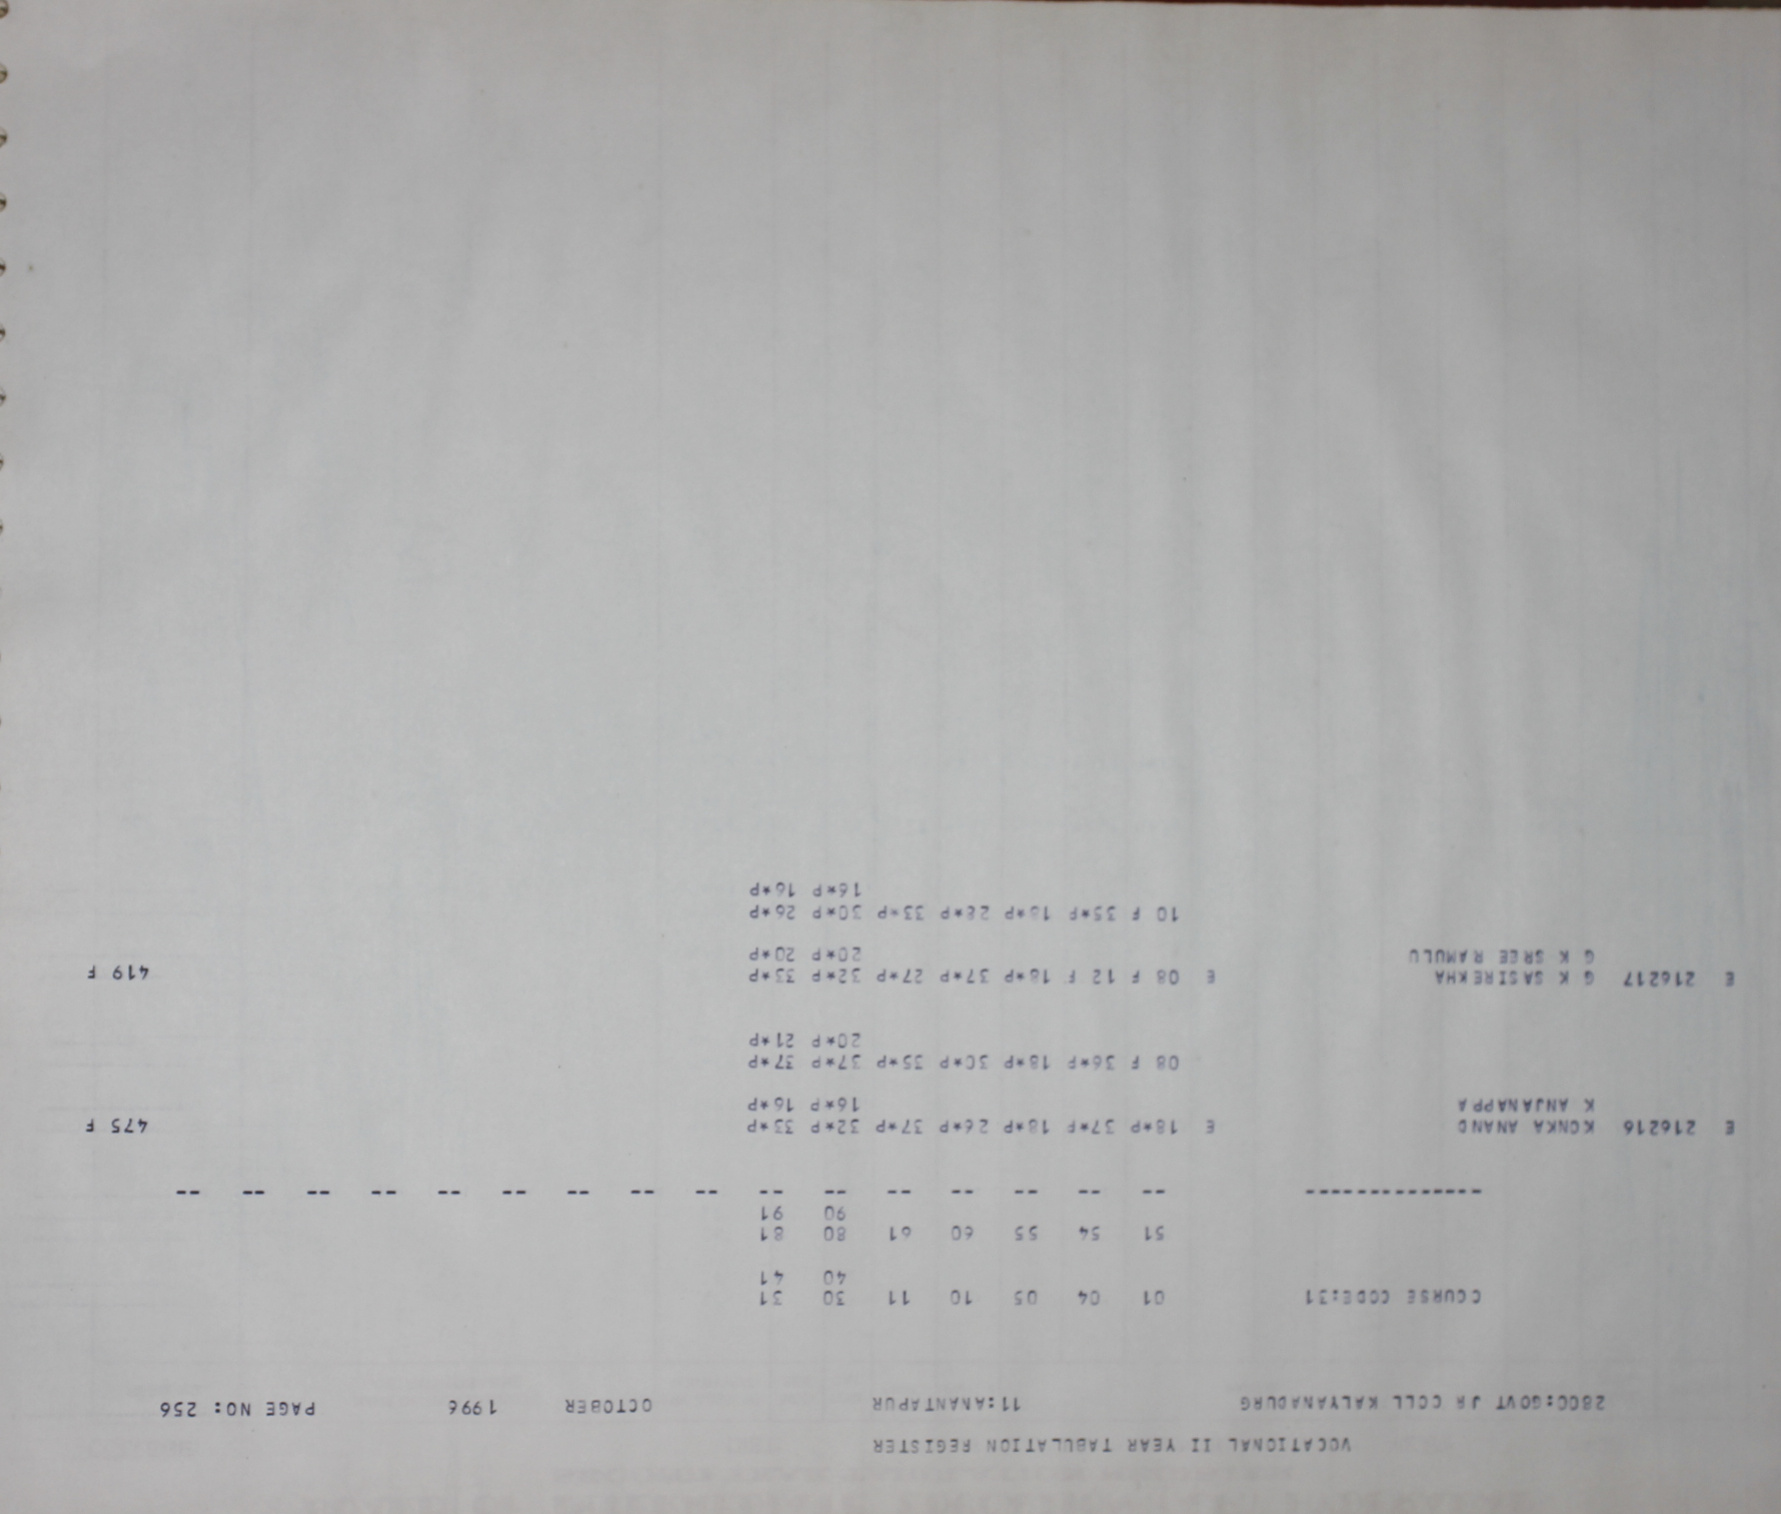 VOCATIONAL II YEAR TABULATION REGISTER
2800:GOVT JR COLL KALYANADURG 11:ANANTAPUR OCTOBER 1996 PAGE NO: 256
COURSE CODE:31 01 04 05 10 11 30 31
40 41
51 54 55 60 61 80 81
90 91
-------------- -- -- -- -- -- -- -- -- -- -- -- -- -- -- -- --
E 216216 KONKA ANAND E 18*P 37*P 18*P 26*P 37*P 32*P 33*P 475 F
K ANJANAPPA 16*P 16*P
08 F 36*P 18*P 30*P 35*P 37*P 37*P
20*P 21*P
E 216217 G K SASIREKHA E 08 F 12 F 18*P 37*P 27*P 32*P 33*P 419 F
G K SREE RAMULU 20*P 20*P
10 F 35*P 18*P 28*P 33*P 30*P 26*P
16*P 16*P